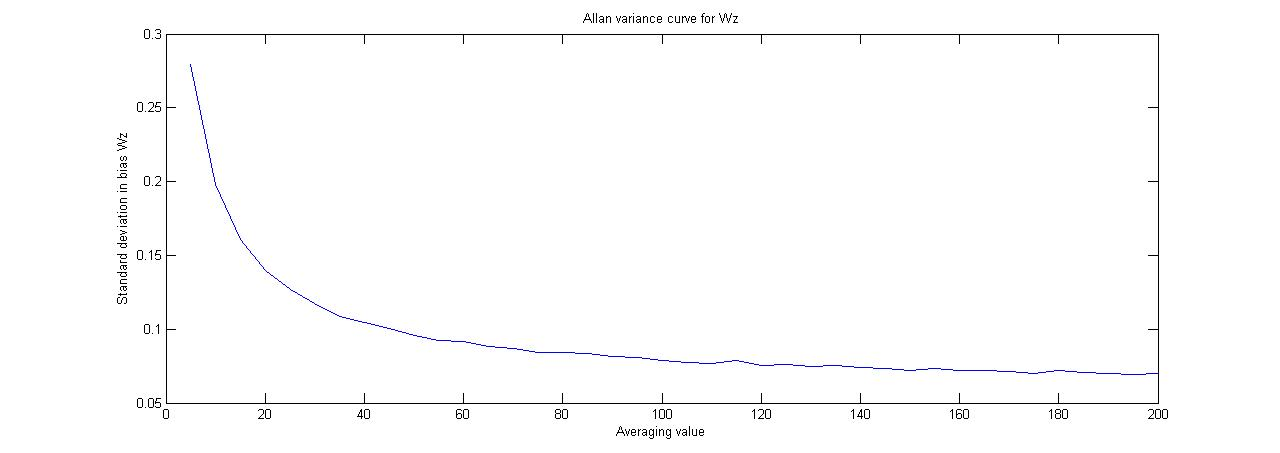 Allan variance curve for Wz
0.3
0.25
0.2
0.15
0.1
0.05
Standard deviation in bias Wz
0 20 40 60 80 100 120 140 160 180 200
Averaging value